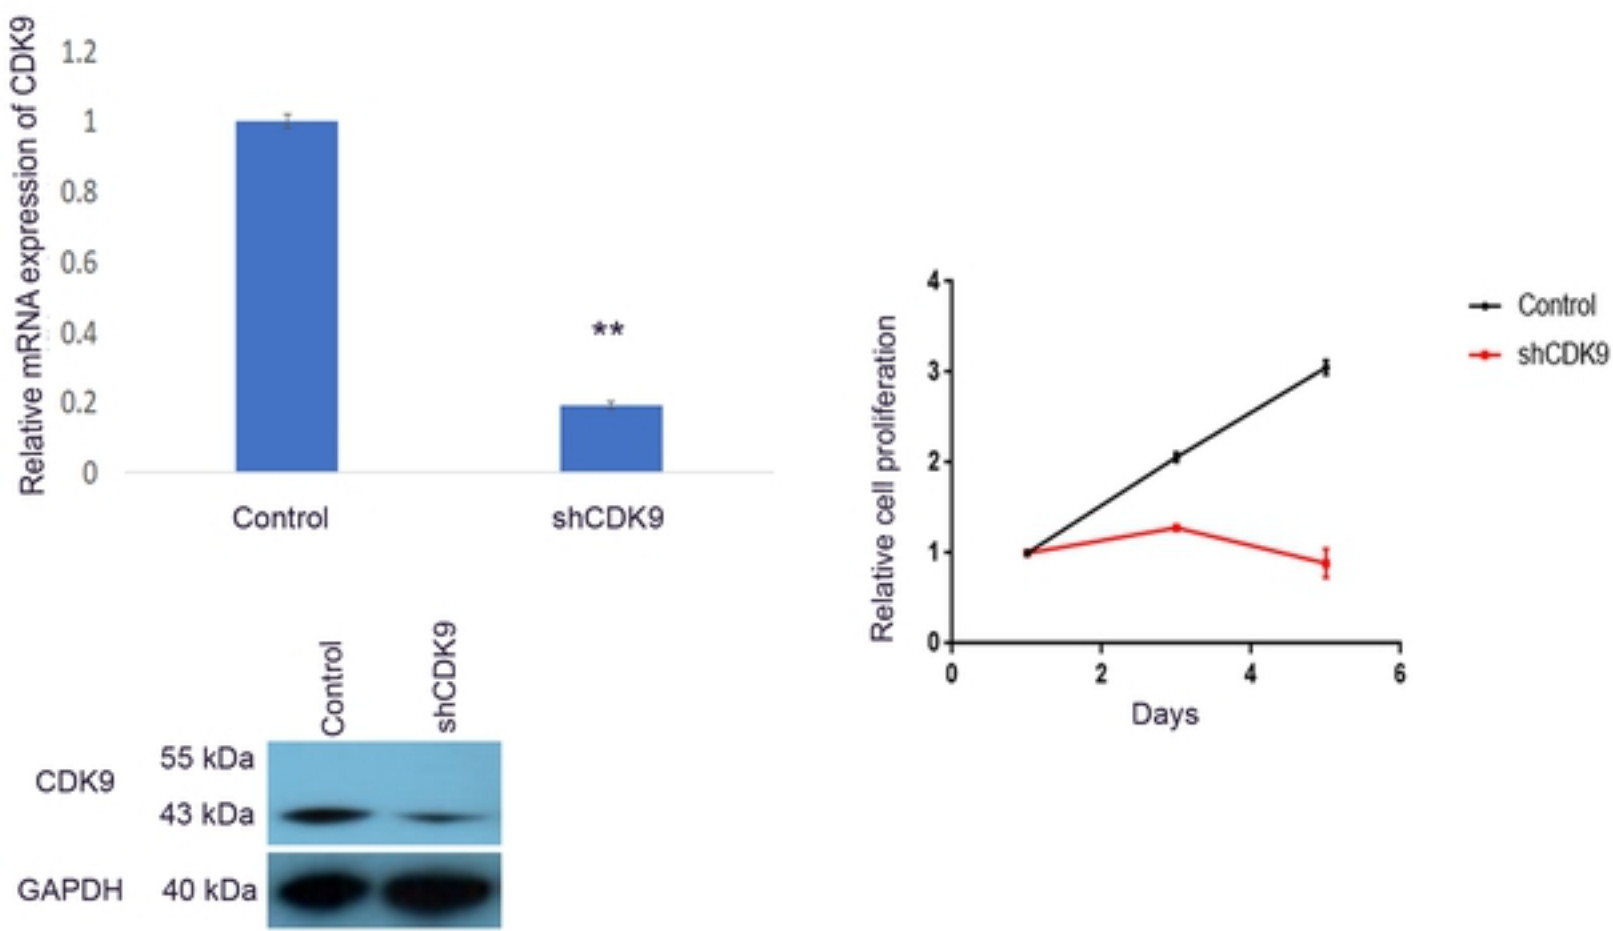 Relative mRNA expression of CDK9
1.2
1
0.8
0.6
0.4
0.2
0
**
Control
shCDK9
Relative cell proliferation
4
3
2
1
0
0
2
4
6
Days
Control
shCDK9
Control
shCDK9
CDK9
55 kDa
43 kDa
GAPDH
40 kDa